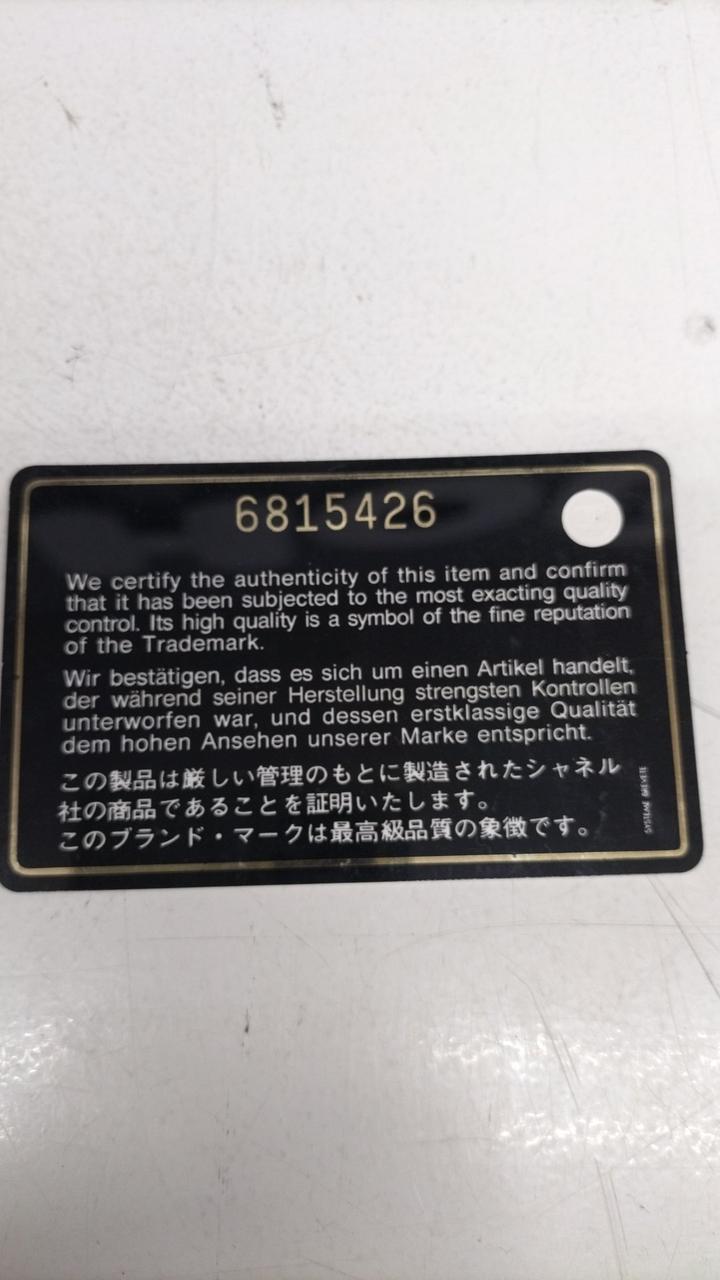 6815426
We certify the authenticity of this item and confirm
that it has been subjected to the most exacting quality
control. Its high quality is a symbol of the fine reputation
of the Trademark.
Wir bestätigen, dass es sich um einen Artikel handelt,
der während seiner Herstellung strengsten Kontrollen
unterworfen war, und dessen erstklassige Qualität
dem hohen Ansehen unserer Marke entspricht.
この製品は厳しい管理のもとに製造されたシャネル
社の商品であることを証明いたします。
このブランド・マークは最高級品質の象徴です。
SYSTEME BREVETE